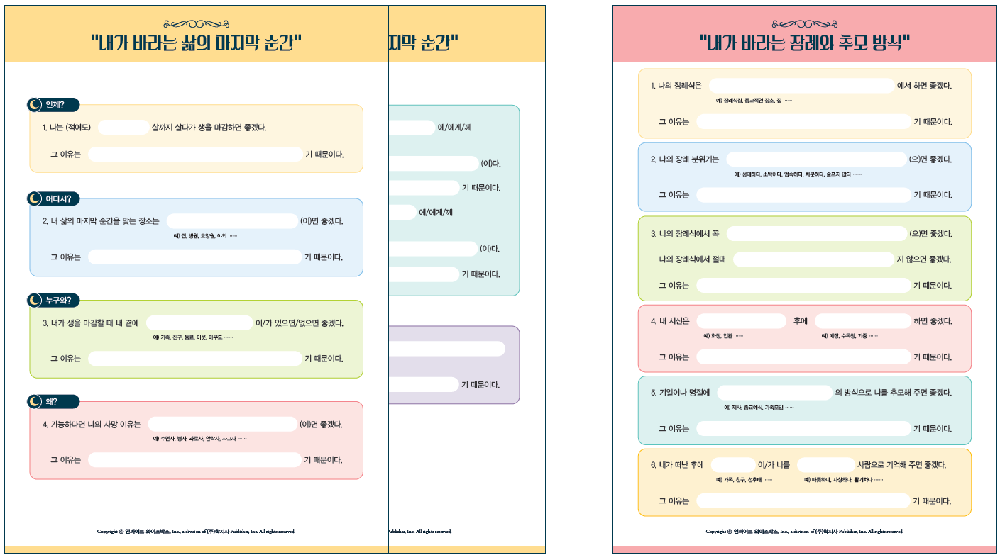 "내가 바라는 삶의 마지막 순간"
언제?
1. 나는 (적어도) 살까지 살다가 생을 마감하면 좋겠다.
그 이유는 기 때문이다.
어디서?
2. 내 삶의 마지막 순간을 맞는 장소는 (이)면 좋겠다.
예) 집, 병원, 요양원, 야외 ……
그 이유는 기 때문이다.
누구와?
3. 내가 생을 마감할 때 내 곁에 이/가 있으면/없으면 좋겠다.
예) 가족, 친구, 동료, 이웃, 아무도 ……
그 이유는 기 때문이다.
왜?
4. 가능하다면 나의 사망 이유는 (이)면 좋겠다.
예) 수면사, 병사, 과로사, 안락사, 사고사 ……
그 이유는 기 때문이다.
Copyright ⓒ 인싸이트 와이즈박스, Inc., a division of (주)학지사 Publisher, Inc. All rights reserved.
지막 순간"
에/에게/께
(이)다.
기 때문이다.
에/에게/께
(이)다.
기 때문이다.
기 때문이다.
Publisher, Inc. All rights reserved.
"내가 바라는 장례와 추모 방식"
1. 나의 장례식은 에서 하면 좋겠다.
예) 장례식장, 종교적인 장소, 집 ……
그 이유는 기 때문이다.
2. 나의 장례 분위기는 (으)면 좋겠다.
예) 성대하다, 소박하다, 엄숙하다, 차분하다, 슬프지 않다 ……
그 이유는 기 때문이다.
3. 나의 장례식에서 꼭 (으)면 좋겠다.
나의 장례식에서 절대 지 않으면 좋겠다.
그 이유는 기 때문이다.
4. 내 시신은 후에 하면 좋겠다.
예) 화장, 입관 …… 예) 매장, 수목장, 기증 ……
그 이유는 기 때문이다.
5. 기일이나 명절에 의 방식으로 나를 추모해 주면 좋겠다.
예) 제사, 종교예식, 가족모임 ……
그 이유는 기 때문이다.
6. 내가 떠난 후에 이/가 나를 사람으로 기억해 주면 좋겠다.
예) 가족, 친구, 선후배 …… 예) 따뜻하다, 자상하다, 활기차다 ……
그 이유는 기 때문이다.
Copyright ⓒ 인싸이트 와이즈박스, Inc., a division of (주)학지사 Publisher, Inc. All rights reserved.